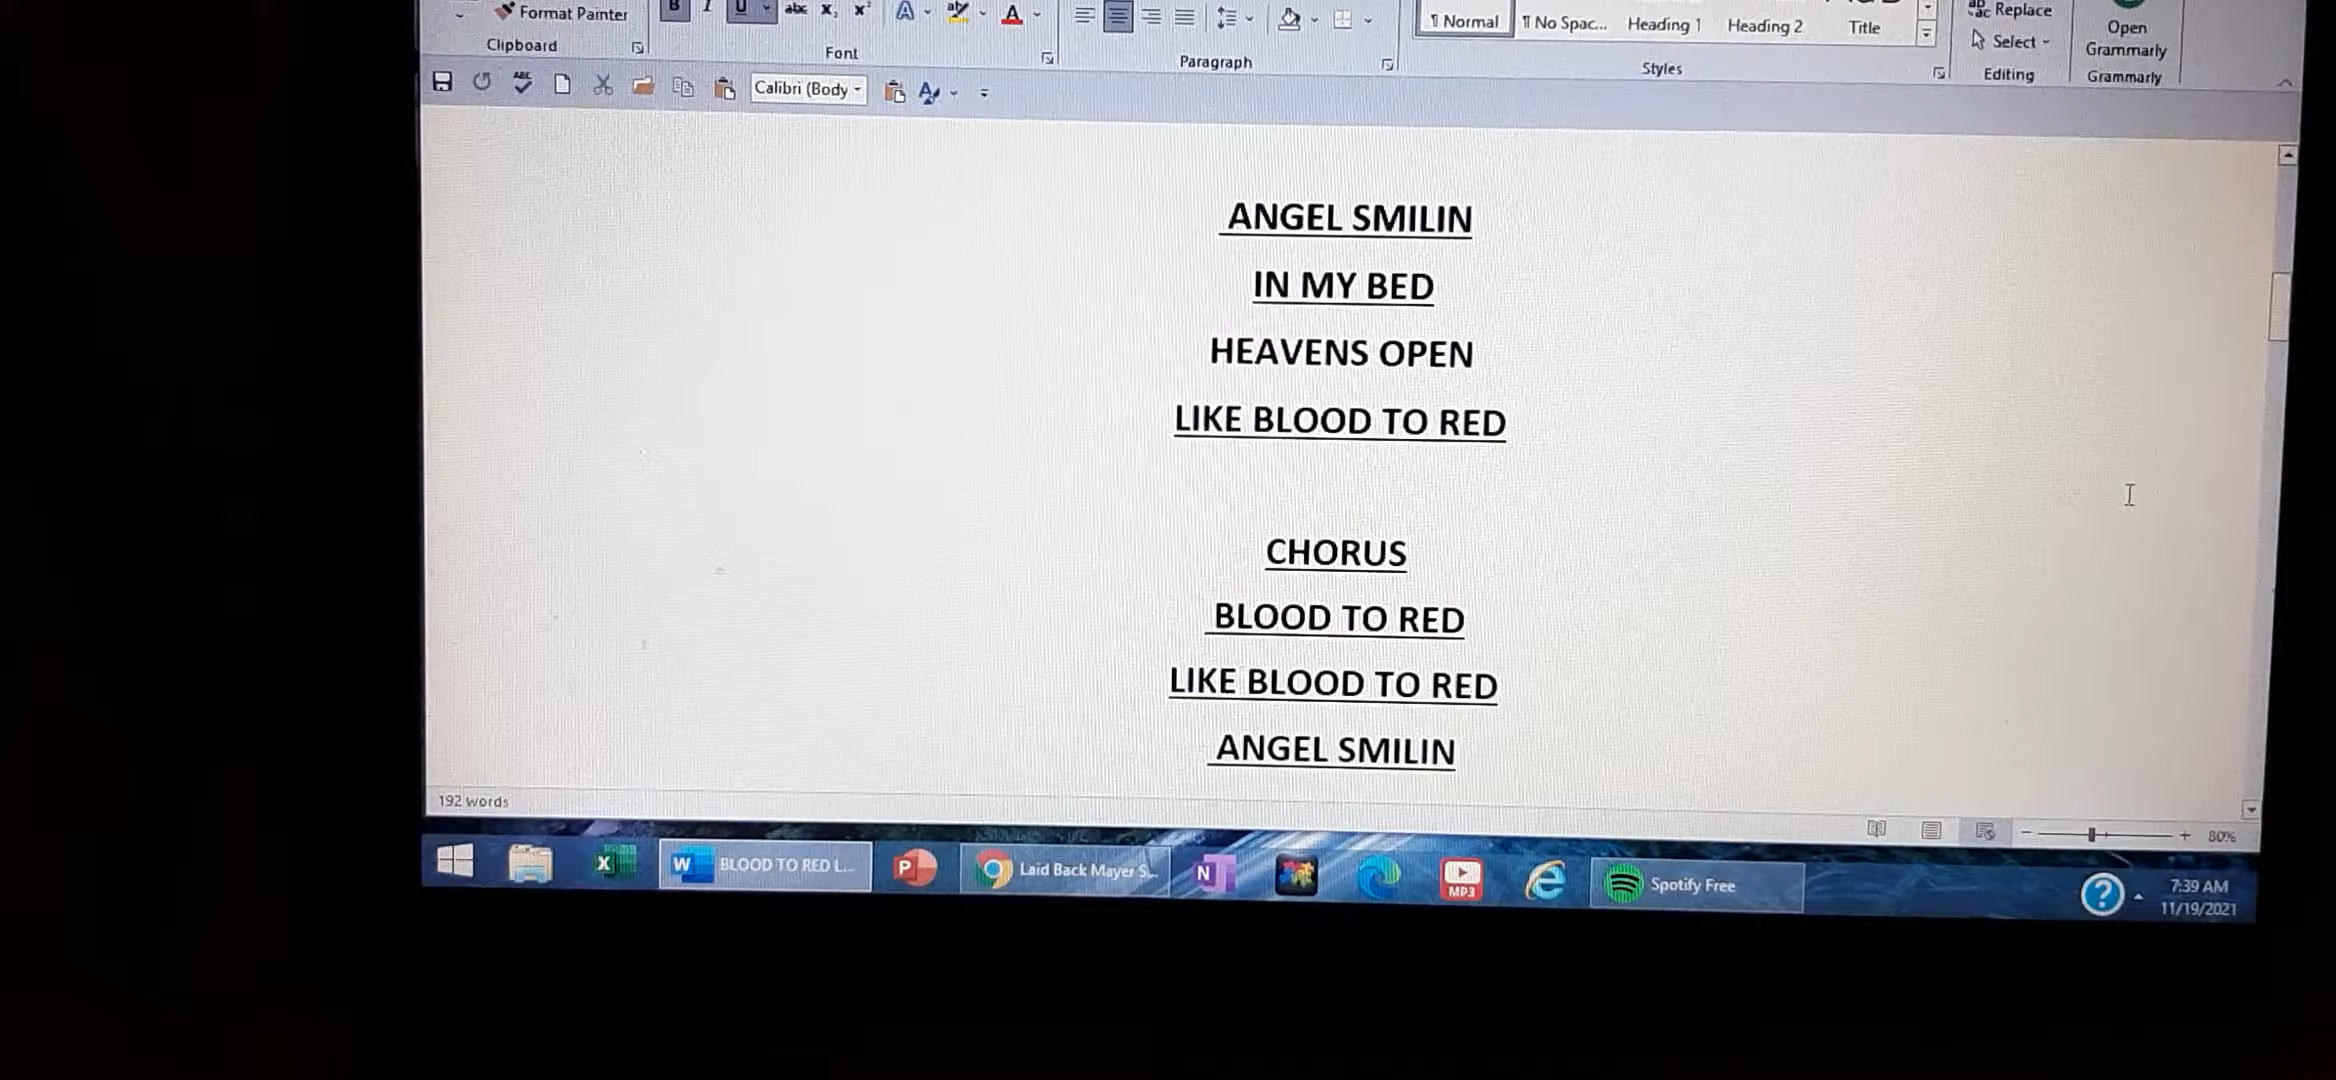 Format Painter
B I U abc X, X² A A
Clipboard
Font
Paragraph
¶ Normal
¶ No Spac...
Heading 1
Heading 2
Title
Styles
Replace
Select
Editing
Open
Grammarly
Grammarly
ABC
Calibri (Body
ANGEL SMILIN
IN MY BED
HEAVENS OPEN
LIKE BLOOD TO RED
CHORUS
BLOOD TO RED
LIKE BLOOD TO RED
ANGEL SMILIN
192 words
80%
X
W BLOOD TO RED L...
P
Laid Back Mayer S...
N
MP3
Spotify Free
?
7:39 AM
11/19/2021